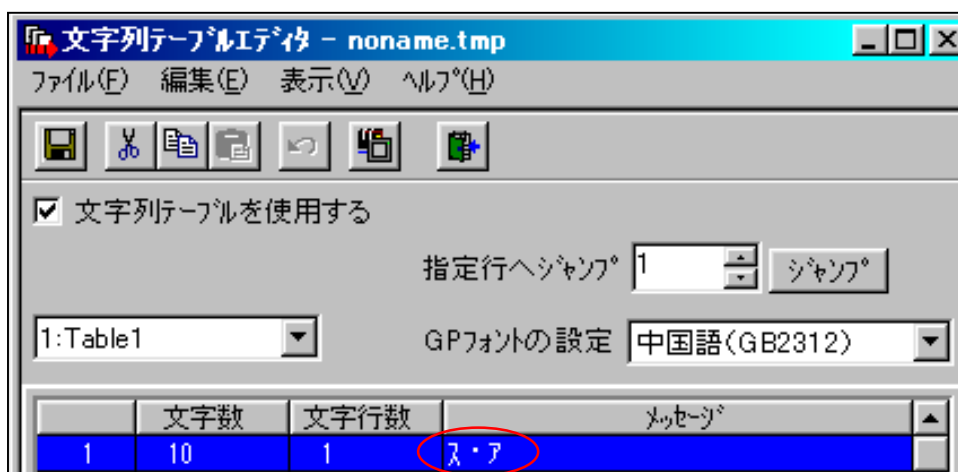 文字列ﾃｰﾌﾞﾙｴﾃﾞｨﾀ - noname.tmp
ﾌｧｲﾙ(F) 編集(E) 表示(V) ﾍﾙﾌﾟ(H)
文字列ﾃｰﾌﾞﾙを使用する
指定行へｼﾞｬﾝﾌﾟ 1 ｼﾞｬﾝﾌﾟ
1:Table1 GPﾌｫﾝﾄの設定 中国語(GB2312)
文字数 文字行数 ﾒｯｾｰｼﾞ
1 10 1 ｽ・ｱ